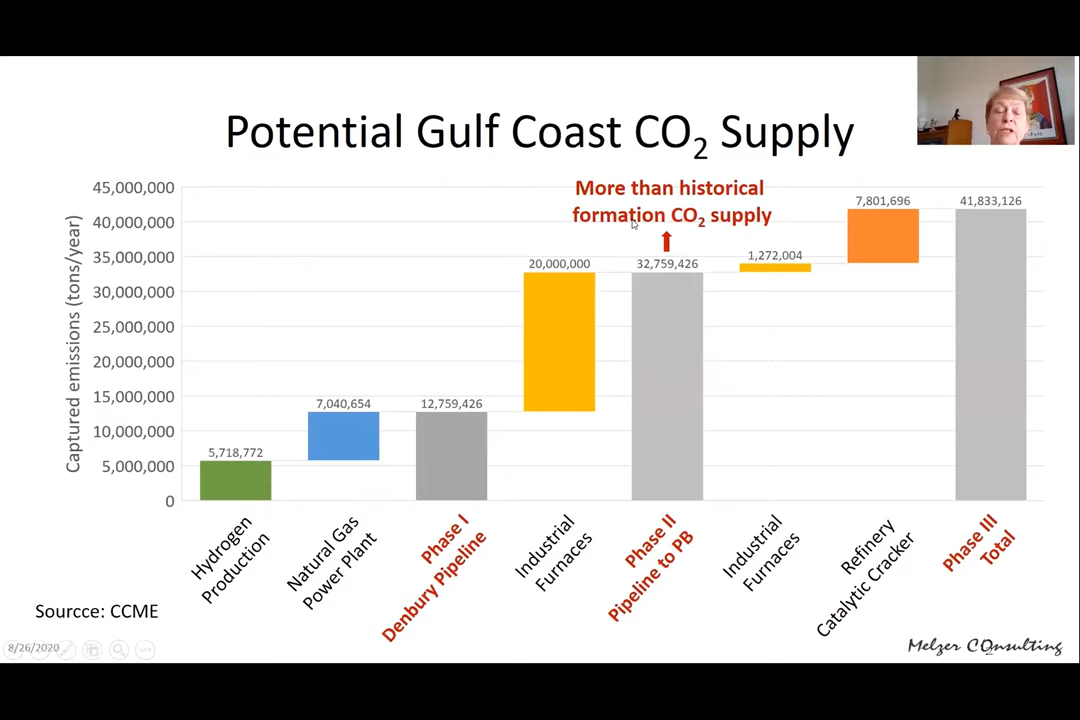 Potential Gulf Coast CO2 Supply
More than historical
formation CO2 supply
Captured emissions (tons/year)
45,000,000
40,000,000
35,000,000
30,000,000
25,000,000
20,000,000
15,000,000
10,000,000
5,000,000
0
5,718,772
7,040,654
12,759,426
20,000,000
32,759,426
1,272,004
7,801,696
41,833,126
Hydrogen
Production
Natural Gas
Power Plant
Phase I
Denbury Pipeline
Industrial
Furnaces
Phase II
Pipeline to PB
Industrial
Furnaces
Refinery
Catalytic Cracker
Phase III
Total
Sourcce: CCME
8/26/2020
Melzer CO2nsulting